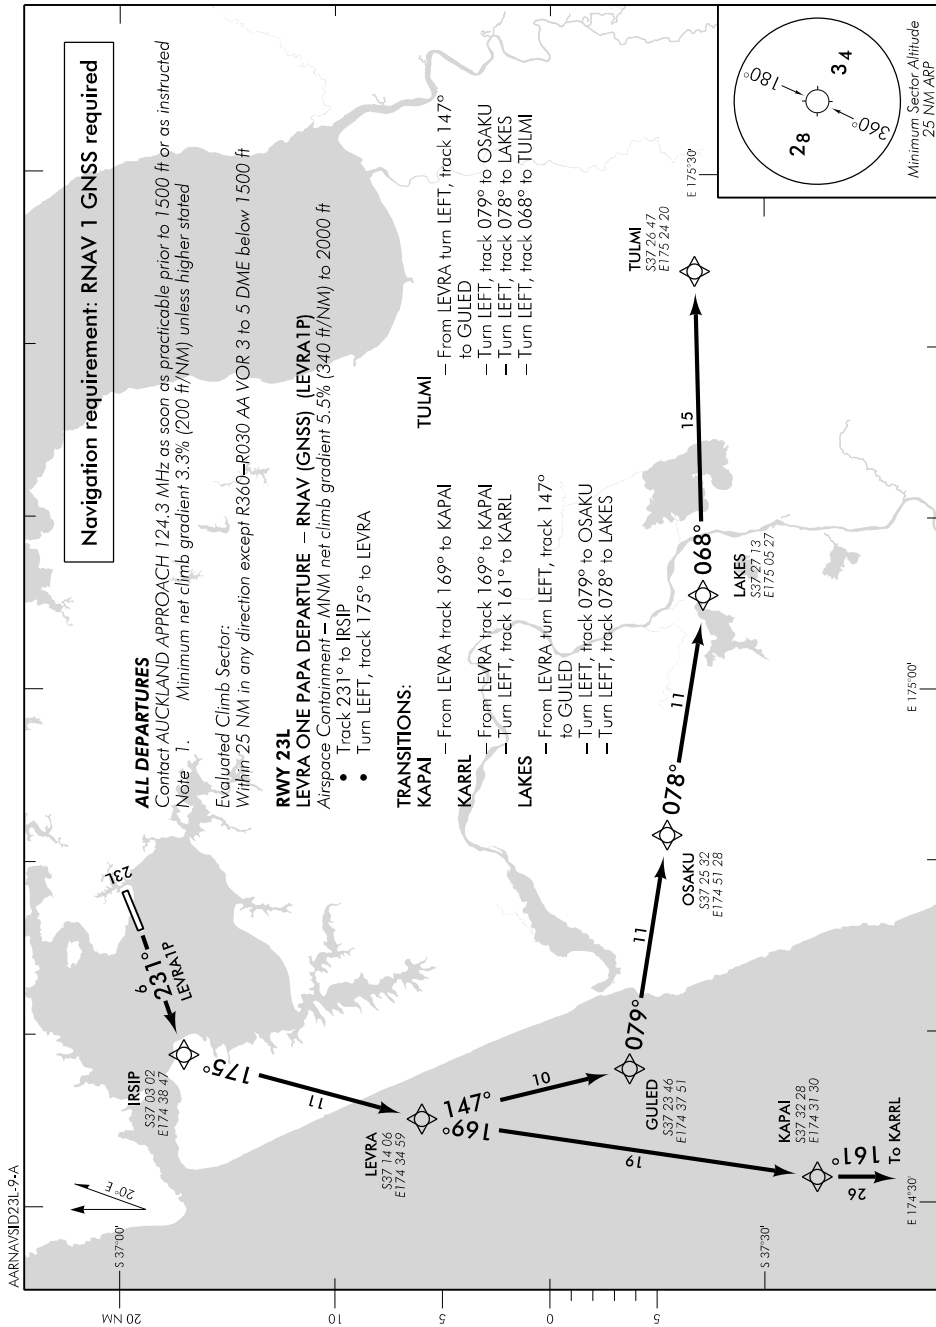 AARNAVSID23L-9.A
Navigation requirement: RNAV 1 GNSS required
ALL DEPARTURES
Contact AUCKLAND APPROACH 124.3 MHz as soon as practicable prior to 1500 ft or as instructed
Note 1. Minimum net climb gradient 3.3% (200 ft/NM) unless higher stated
Evaluated Climb Sector:
Within 25 NM in any direction except R360–R030 AA VOR 3 to 5 DME below 1500 ft
RWY 23L
LEVRA ONE PAPA DEPARTURE – RNAV (GNSS) (LEVRA1P)
Airspace Containment – MNM net climb gradient 5.5% (340 ft/NM) to 2000 ft
• Track 231° to IRSIP
• Turn LEFT, track 175° to LEVRA
TRANSITIONS:
KAPAI – From LEVRA track 169° to KAPAI
KARRL – From LEVRA track 169° to KAPAI
– Turn LEFT, track 161° to KARRL
LAKES – From LEVRA turn LEFT, track 147°
to GULED
– Turn LEFT, track 079° to OSAKU
– Turn LEFT, track 078° to LAKES
TULMI – From LEVRA turn LEFT, track 147°
to GULED
– Turn LEFT, track 079° to OSAKU
– Turn LEFT, track 078° to LAKES
– Turn LEFT, track 068° to TULMI
20°E
23L
6
231°
LEVRA1P
IRSIP
S37 03 02
E174 38 47
175°
11
LEVRA
S37 14 06
E174 34 59
147°
169°
10
19
GULED
S37 23 46
E174 37 51
079°
11
OSAKU
S37 25 32
E174 51 28
078°
11
LAKES
S37 27 13
E175 05 27
068°
15
TULMI
S37 26 47
E175 24 20
KAPAI
S37 32 28
E174 31 30
161°
26
To KARRL
S 37°00'
S 37°30'
E 174°30'
E 175°00'
E 175°30'
20 NM
10
5
0
5
180°
360°
28
34
Minimum Sector Altitude
25 NM ARP